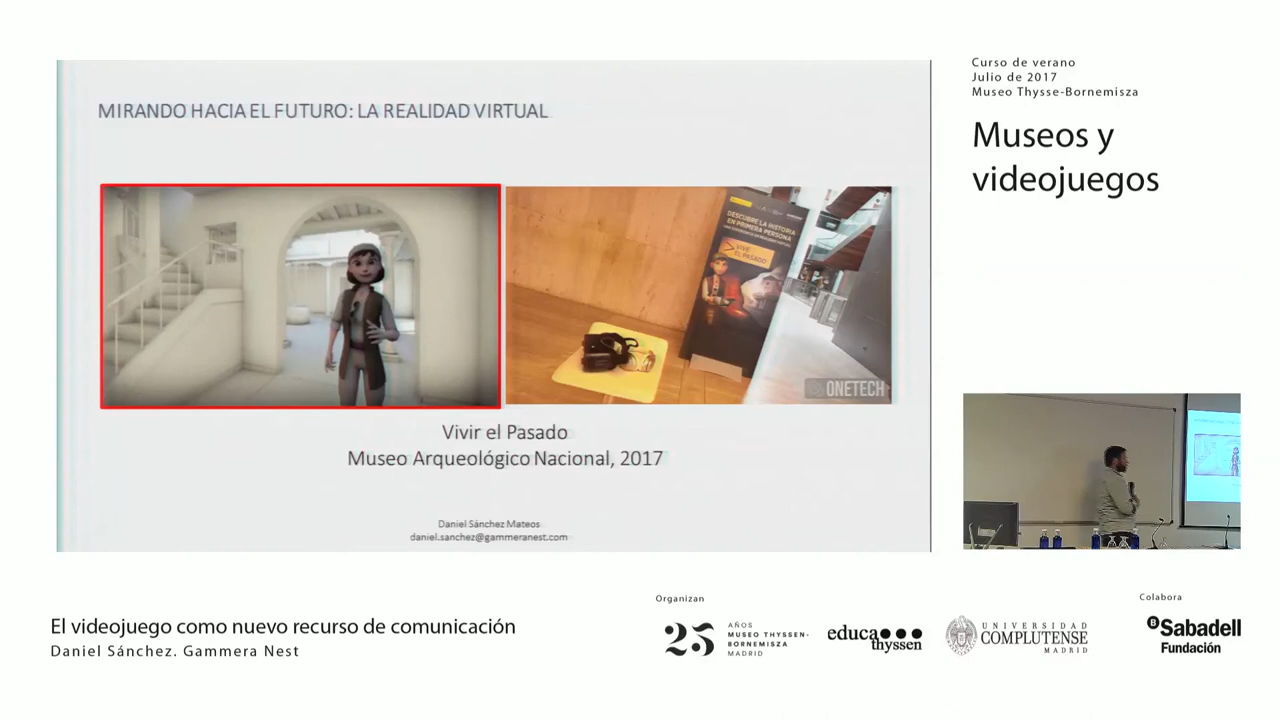 MIRANDO HACIA EL FUTURO: LA REALIDAD VIRTUAL
DESCUBRE LA HISTORIA
EN PRIMERA PERSONA
VIVE
EL PASADO
ONETECH
Vivir el Pasado
Museo Arqueológico Nacional, 2017
Daniel Sánchez Mateos
daniel.sanchez@gammeranest.com
Curso de verano
Julio de 2017
Museo Thysse-Bornemisza
Museos y
videojuegos
El videojuego como nuevo recurso de comunicación
Daniel Sánchez. Gammera Nest
Organizan
25
AÑOS
MUSEO THYSSEN-
BORNEMISZA
MADRID
educa
thyssen
UNIVERSIDAD
COMPLUTENSE
MADRID
Colabora
B Sabadell
Fundación